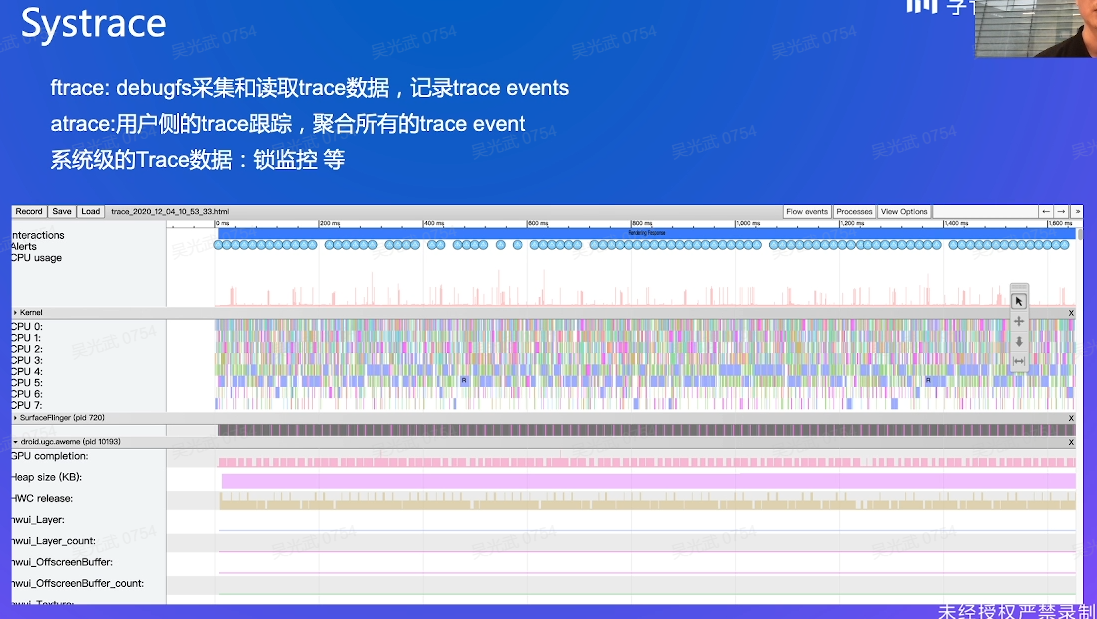 Systrace
ftrace: debugfs采集和读取trace数据，记录trace events
atrace:用户侧的trace跟踪，聚合所有的trace event
系统级的Trace数据：锁监控 等
Record Save Load trace_2020_12_04_10_53_33.html Flow events Processes View Options ← → »
0 ms 200 ms 400 ms 600 ms 800 ms 1,000 ms 1,200 ms 1,400 ms 1,600 ms
nteractions Rendering Response
Alerts
CPU usage
Kernel X
CPU 0:
CPU 1:
CPU 2:
CPU 3:
CPU 4:
CPU 5: R R
CPU 6:
CPU 7:
SurfaceFlinger (pid 720) X
droid.ugc.aweme (pid 10193) X
GPU completion:
Heap size (KB):
HWC release:
hwui_Layer:
hwui_Layer_count:
hwui_OffscreenBuffer:
hwui_OffscreenBuffer_count:
hwui_Texture:
吴光武 0754
未经授权严禁录制